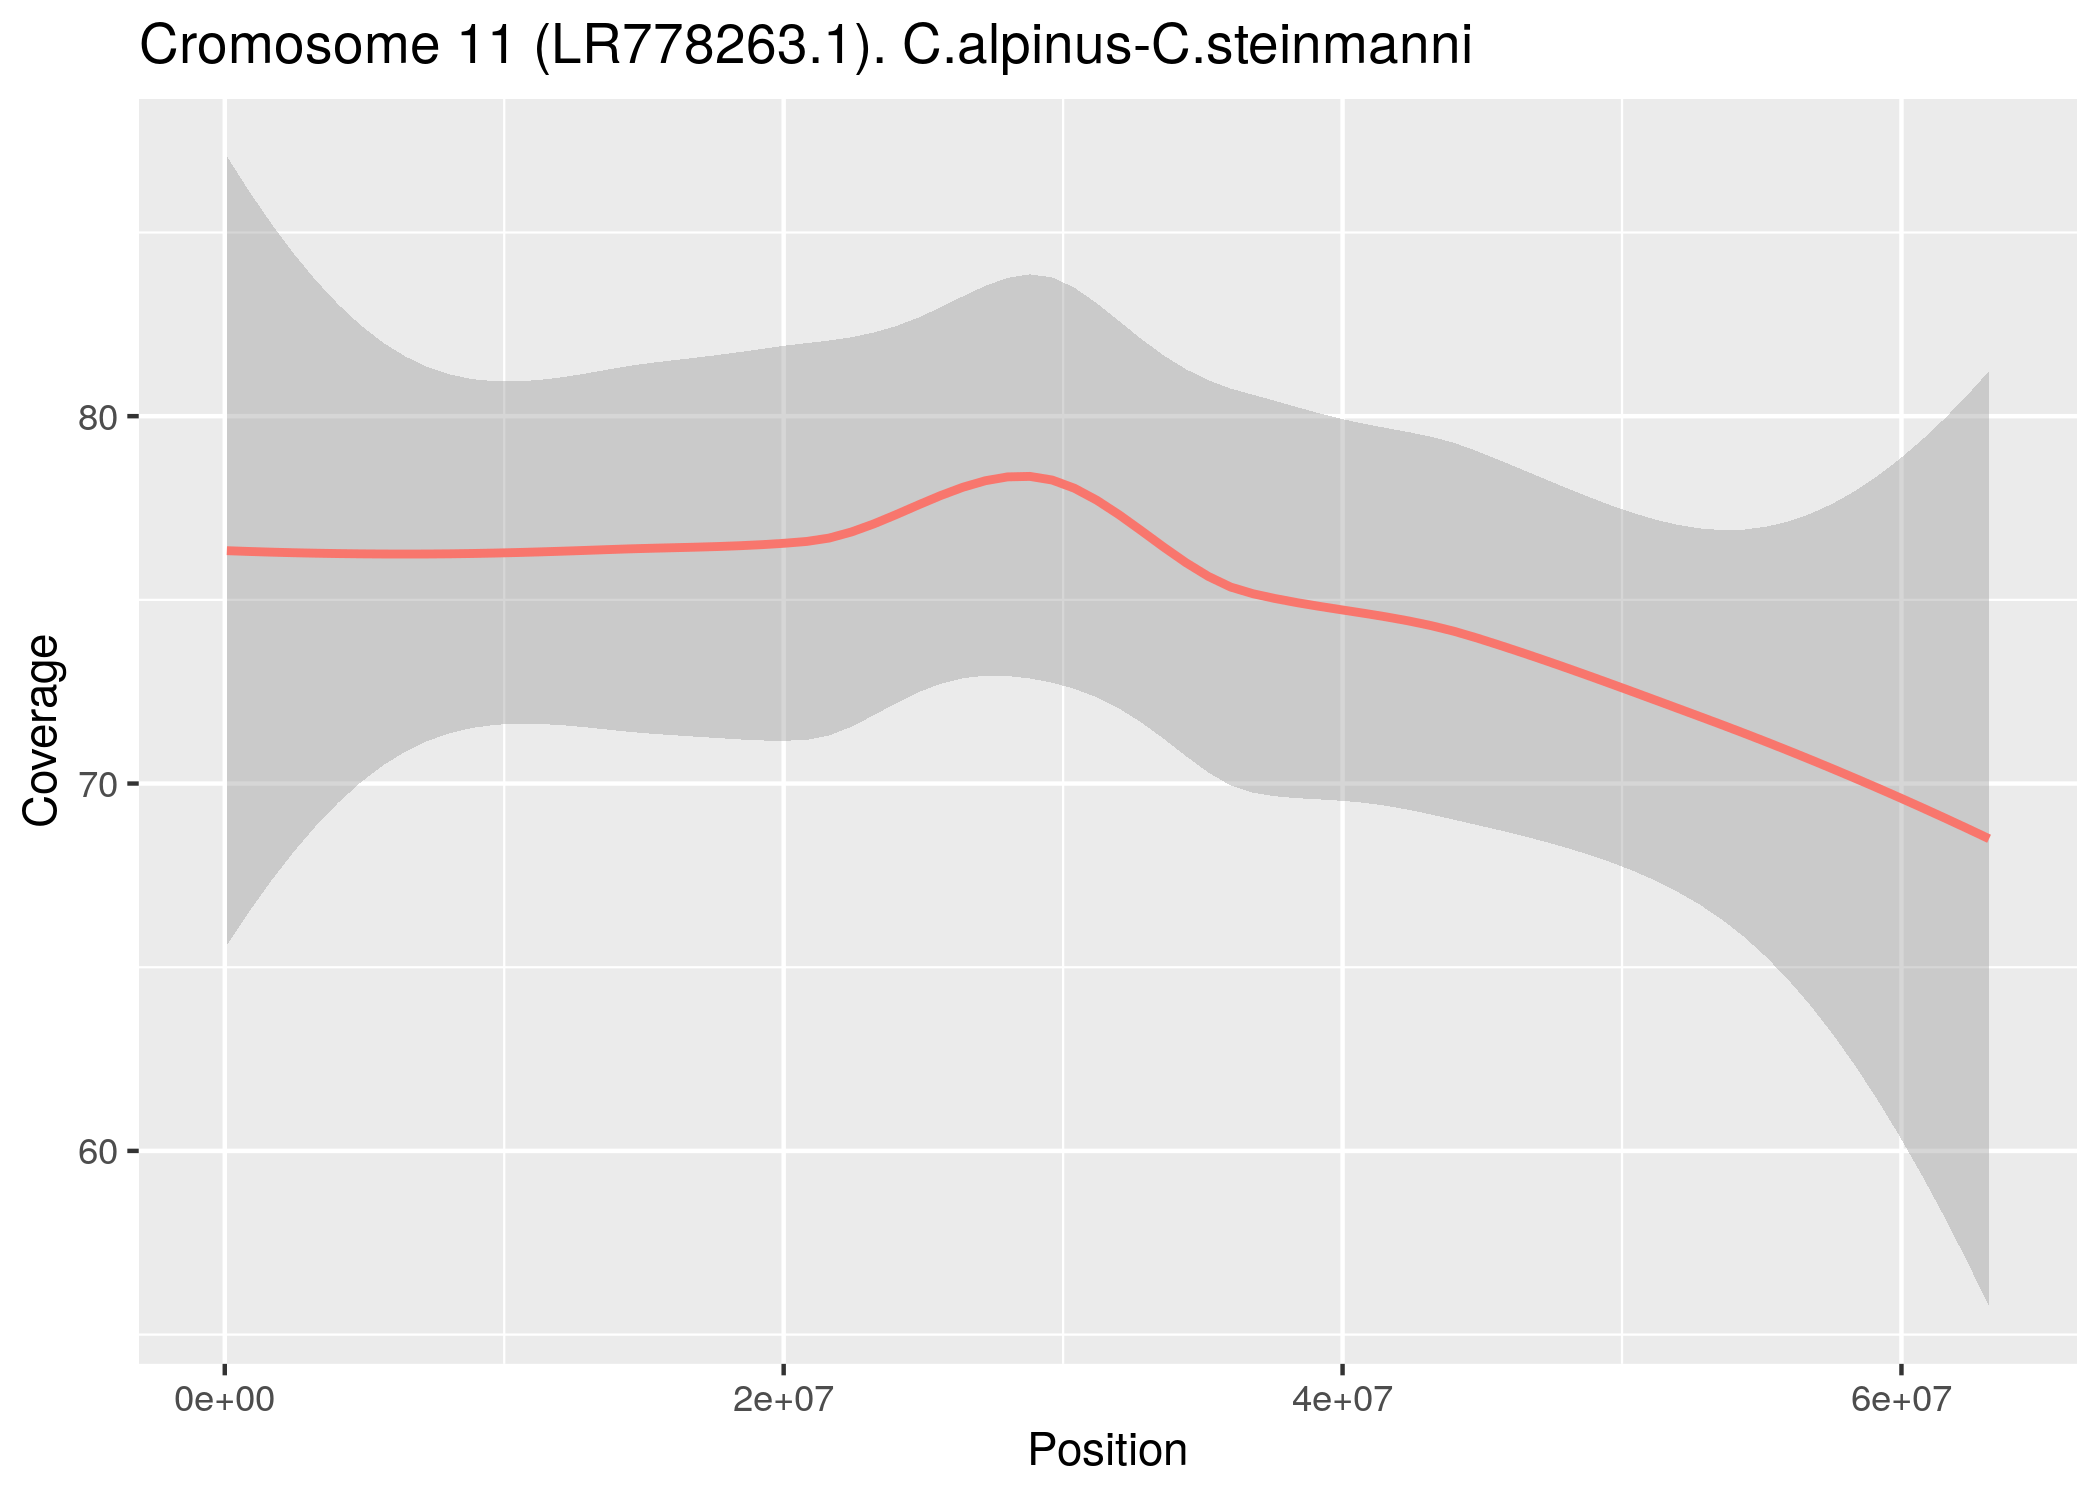 Cromosome 11 (LR778263.1). C.alpinus-C.steinmanni
Coverage
80
70
60
0e+00 2e+07 4e+07 6e+07
Position